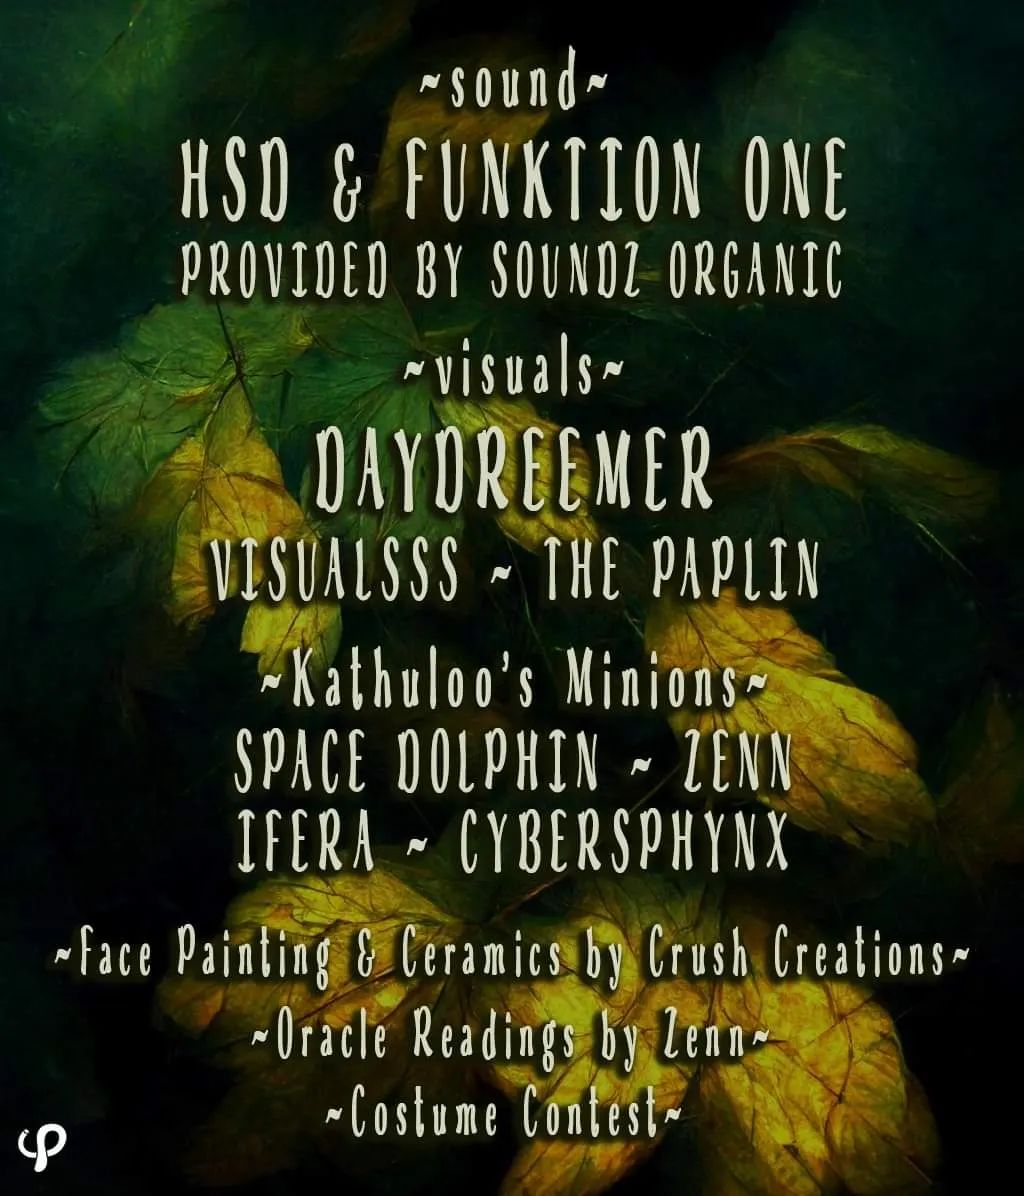 ~sound~
HSD & FUNKTION ONE
PROVIDED BY SOUNDZ ORGANIC
~visuals~
DAYDREEMER
VISUALSSS ~ THE PAPLIN
~Kathuloo's Minions~
SPACE DOLPHIN ~ ZENN
IFERA ~ CYBERSPHYNX
~Face Painting & Ceramics by Crush Creations~
~Oracle Readings by Zenn~
~Costume Contest~